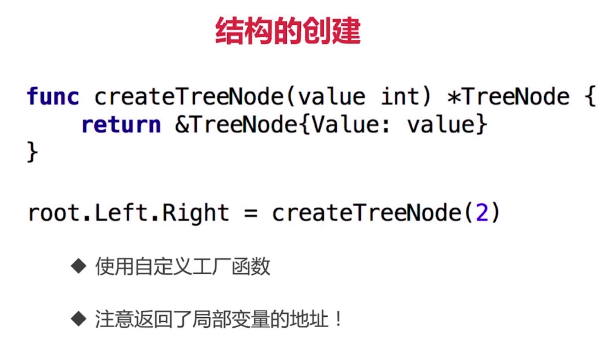 结构的创建
func createTreeNode(value int) *TreeNode {
    return &TreeNode{Value: value}
}
root.Left.Right = createTreeNode(2)
◆ 使用自定义工厂函数
◆ 注意返回了局部变量的地址！